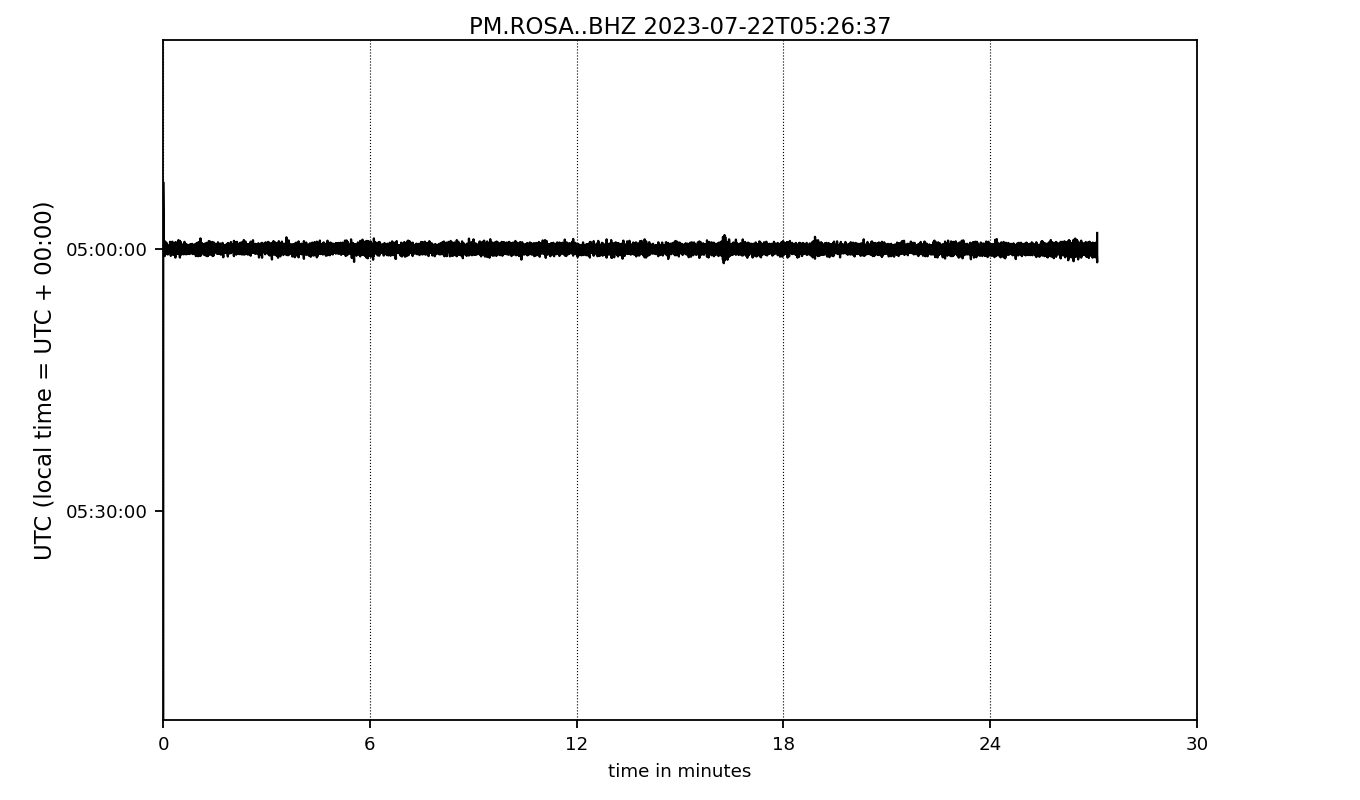 PM.ROSA..BHZ 2023-07-22T05:26:37
UTC (local time = UTC + 00:00)
05:00:00
05:30:00
0 6 12 18 24 30
time in minutes